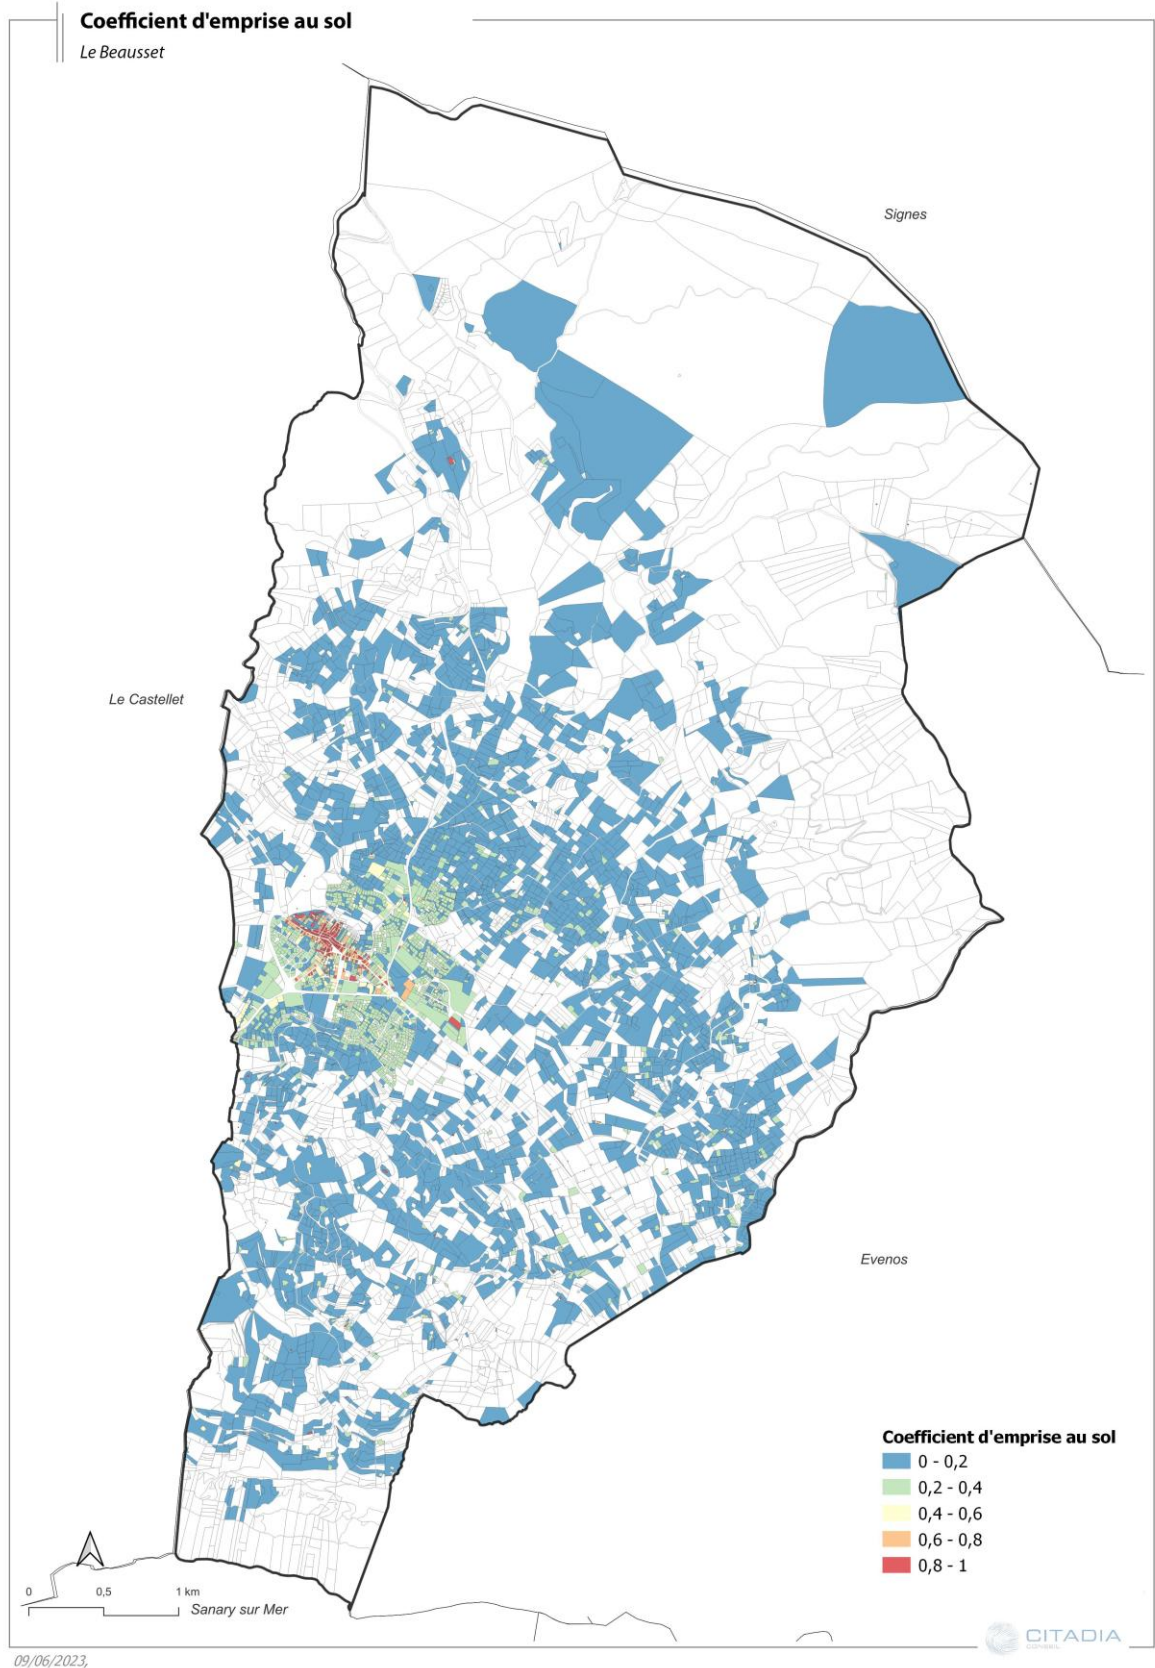 Coefficient d'emprise au sol
Le Beausset
Signes
Le Castellet
Evenos
Coefficient d'emprise au sol
0 - 0,2
0,2 - 0,4
0,4 - 0,6
0,6 - 0,8
0,8 - 1
0 0,5 1 km
Sanary sur Mer
CITADIA
CONSEIL
09/06/2023,